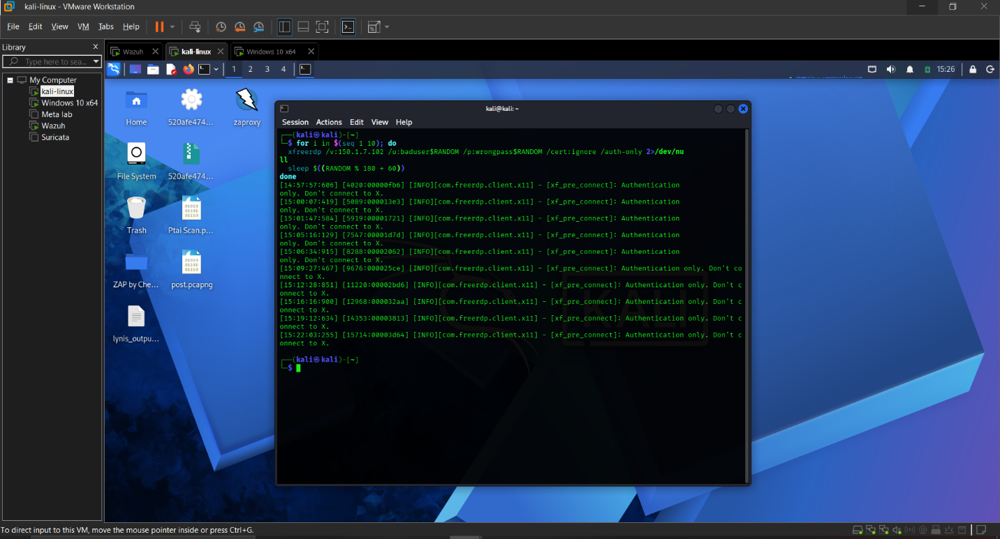 kali-linux - VMware Workstation
File Edit View VM Tabs Help
Library
Type here to sea...
My Computer
kali-linux
Windows 10 x64
Meta lab
Wazuh
Suricata
Wazuh
kali-linux
Windows 10 x64
1 2 3 4
15:26
Home
520afe474...
zaproxy
File System
520afe474...
Trash
Ptai Scan.p...
ZAP by Che...
post.pcapng
lynis_outpu...
kali@kali: ~
Session Actions Edit View Help
┌──(kali㉿kali)-[~]
└─$ for i in $(seq 1 10); do
xfreerdp /v:150.1.7.102 /u:baduser$RANDOM /p:wrongpass$RANDOM /cert:ignore /auth-only 2>/dev/nu
ll
sleep $((RANDOM % 180 + 60))
done
[14:57:57:606] [4020:00000fb6] [INFO][com.freerdp.client.x11] - [xf_pre_connect]: Authentication
only. Don't connect to X.
[15:00:07:419] [5089:000013e3] [INFO][com.freerdp.client.x11] - [xf_pre_connect]: Authentication
only. Don't connect to X.
[15:01:47:584] [5919:00001721] [INFO][com.freerdp.client.x11] - [xf_pre_connect]: Authentication
only. Don't connect to X.
[15:05:16:129] [7547:00001d7d] [INFO][com.freerdp.client.x11] - [xf_pre_connect]: Authentication
only. Don't connect to X.
[15:06:34:915] [8288:00002062] [INFO][com.freerdp.client.x11] - [xf_pre_connect]: Authentication
only. Don't connect to X.
[15:09:27:467] [9676:000025ce] [INFO][com.freerdp.client.x11] - [xf_pre_connect]: Authentication only. Don't co
nnect to X.
[15:12:28:851] [11220:00002bd6] [INFO][com.freerdp.client.x11] - [xf_pre_connect]: Authentication only. Don't c
onnect to X.
[15:16:16:900] [12968:000032aa] [INFO][com.freerdp.client.x11] - [xf_pre_connect]: Authentication only. Don't c
onnect to X.
[15:19:12:634] [14353:00003813] [INFO][com.freerdp.client.x11] - [xf_pre_connect]: Authentication only. Don't c
onnect to X.
[15:22:03:255] [15714:00003d64] [INFO][com.freerdp.client.x11] - [xf_pre_connect]: Authentication only. Don't c
onnect to X.
┌──(kali㉿kali)-[~]
└─$
KALI
To direct input to this VM, move the mouse pointer inside or press Ctrl+G.